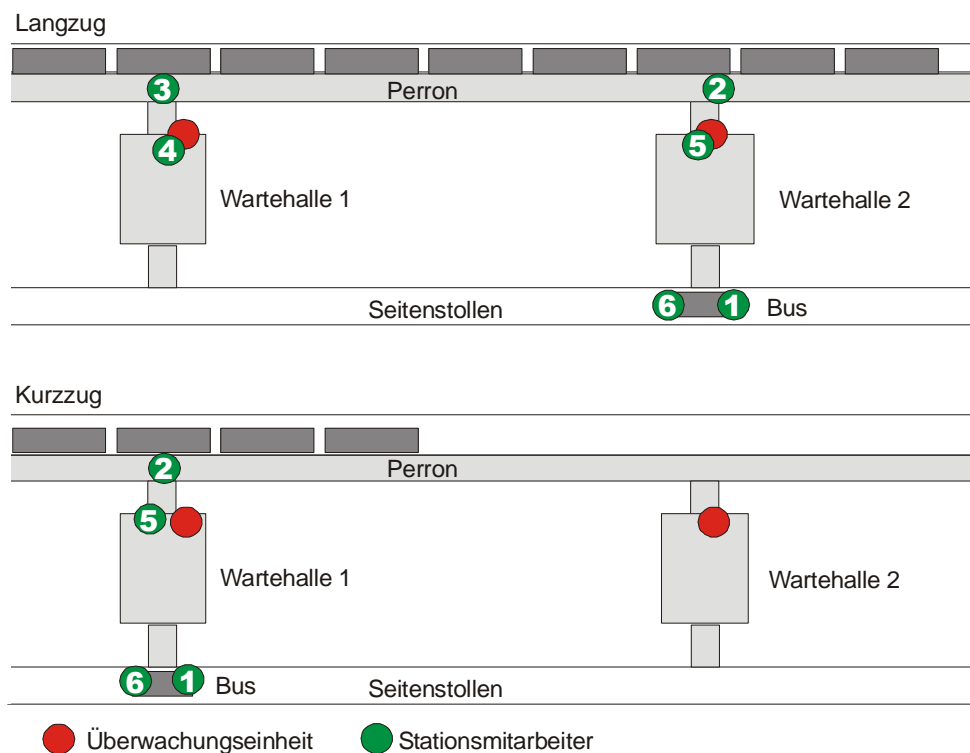 Langzug
3 Perron 2
4 5
Wartehalle 1 Wartehalle 2
Seitenstollen 6 1 Bus
Kurzzug
2 Perron
5
Wartehalle 1 Wartehalle 2
6 1 Bus Seitenstollen
Überwachungseinheit Stationsmitarbeiter